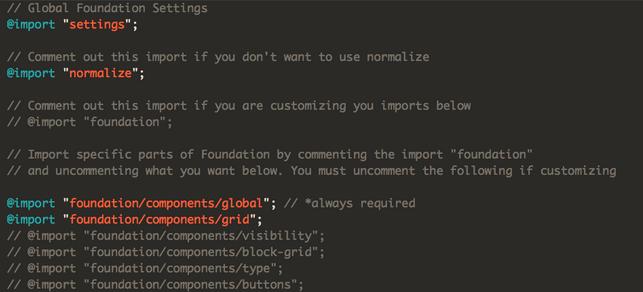 // Global Foundation Settings
@import "settings";
// Comment out this import if you don't want to use normalize
@import "normalize";
// Comment out this import if you are customizing you imports below
// @import "foundation";
// Import specific parts of Foundation by commenting the import "foundation"
// and uncommenting what you want below. You must uncomment the following if customizing
@import "foundation/components/global"; // *always required
@import "foundation/components/grid";
// @import "foundation/components/visibility";
// @import "foundation/components/block-grid";
// @import "foundation/components/type";
// @import "foundation/components/buttons";